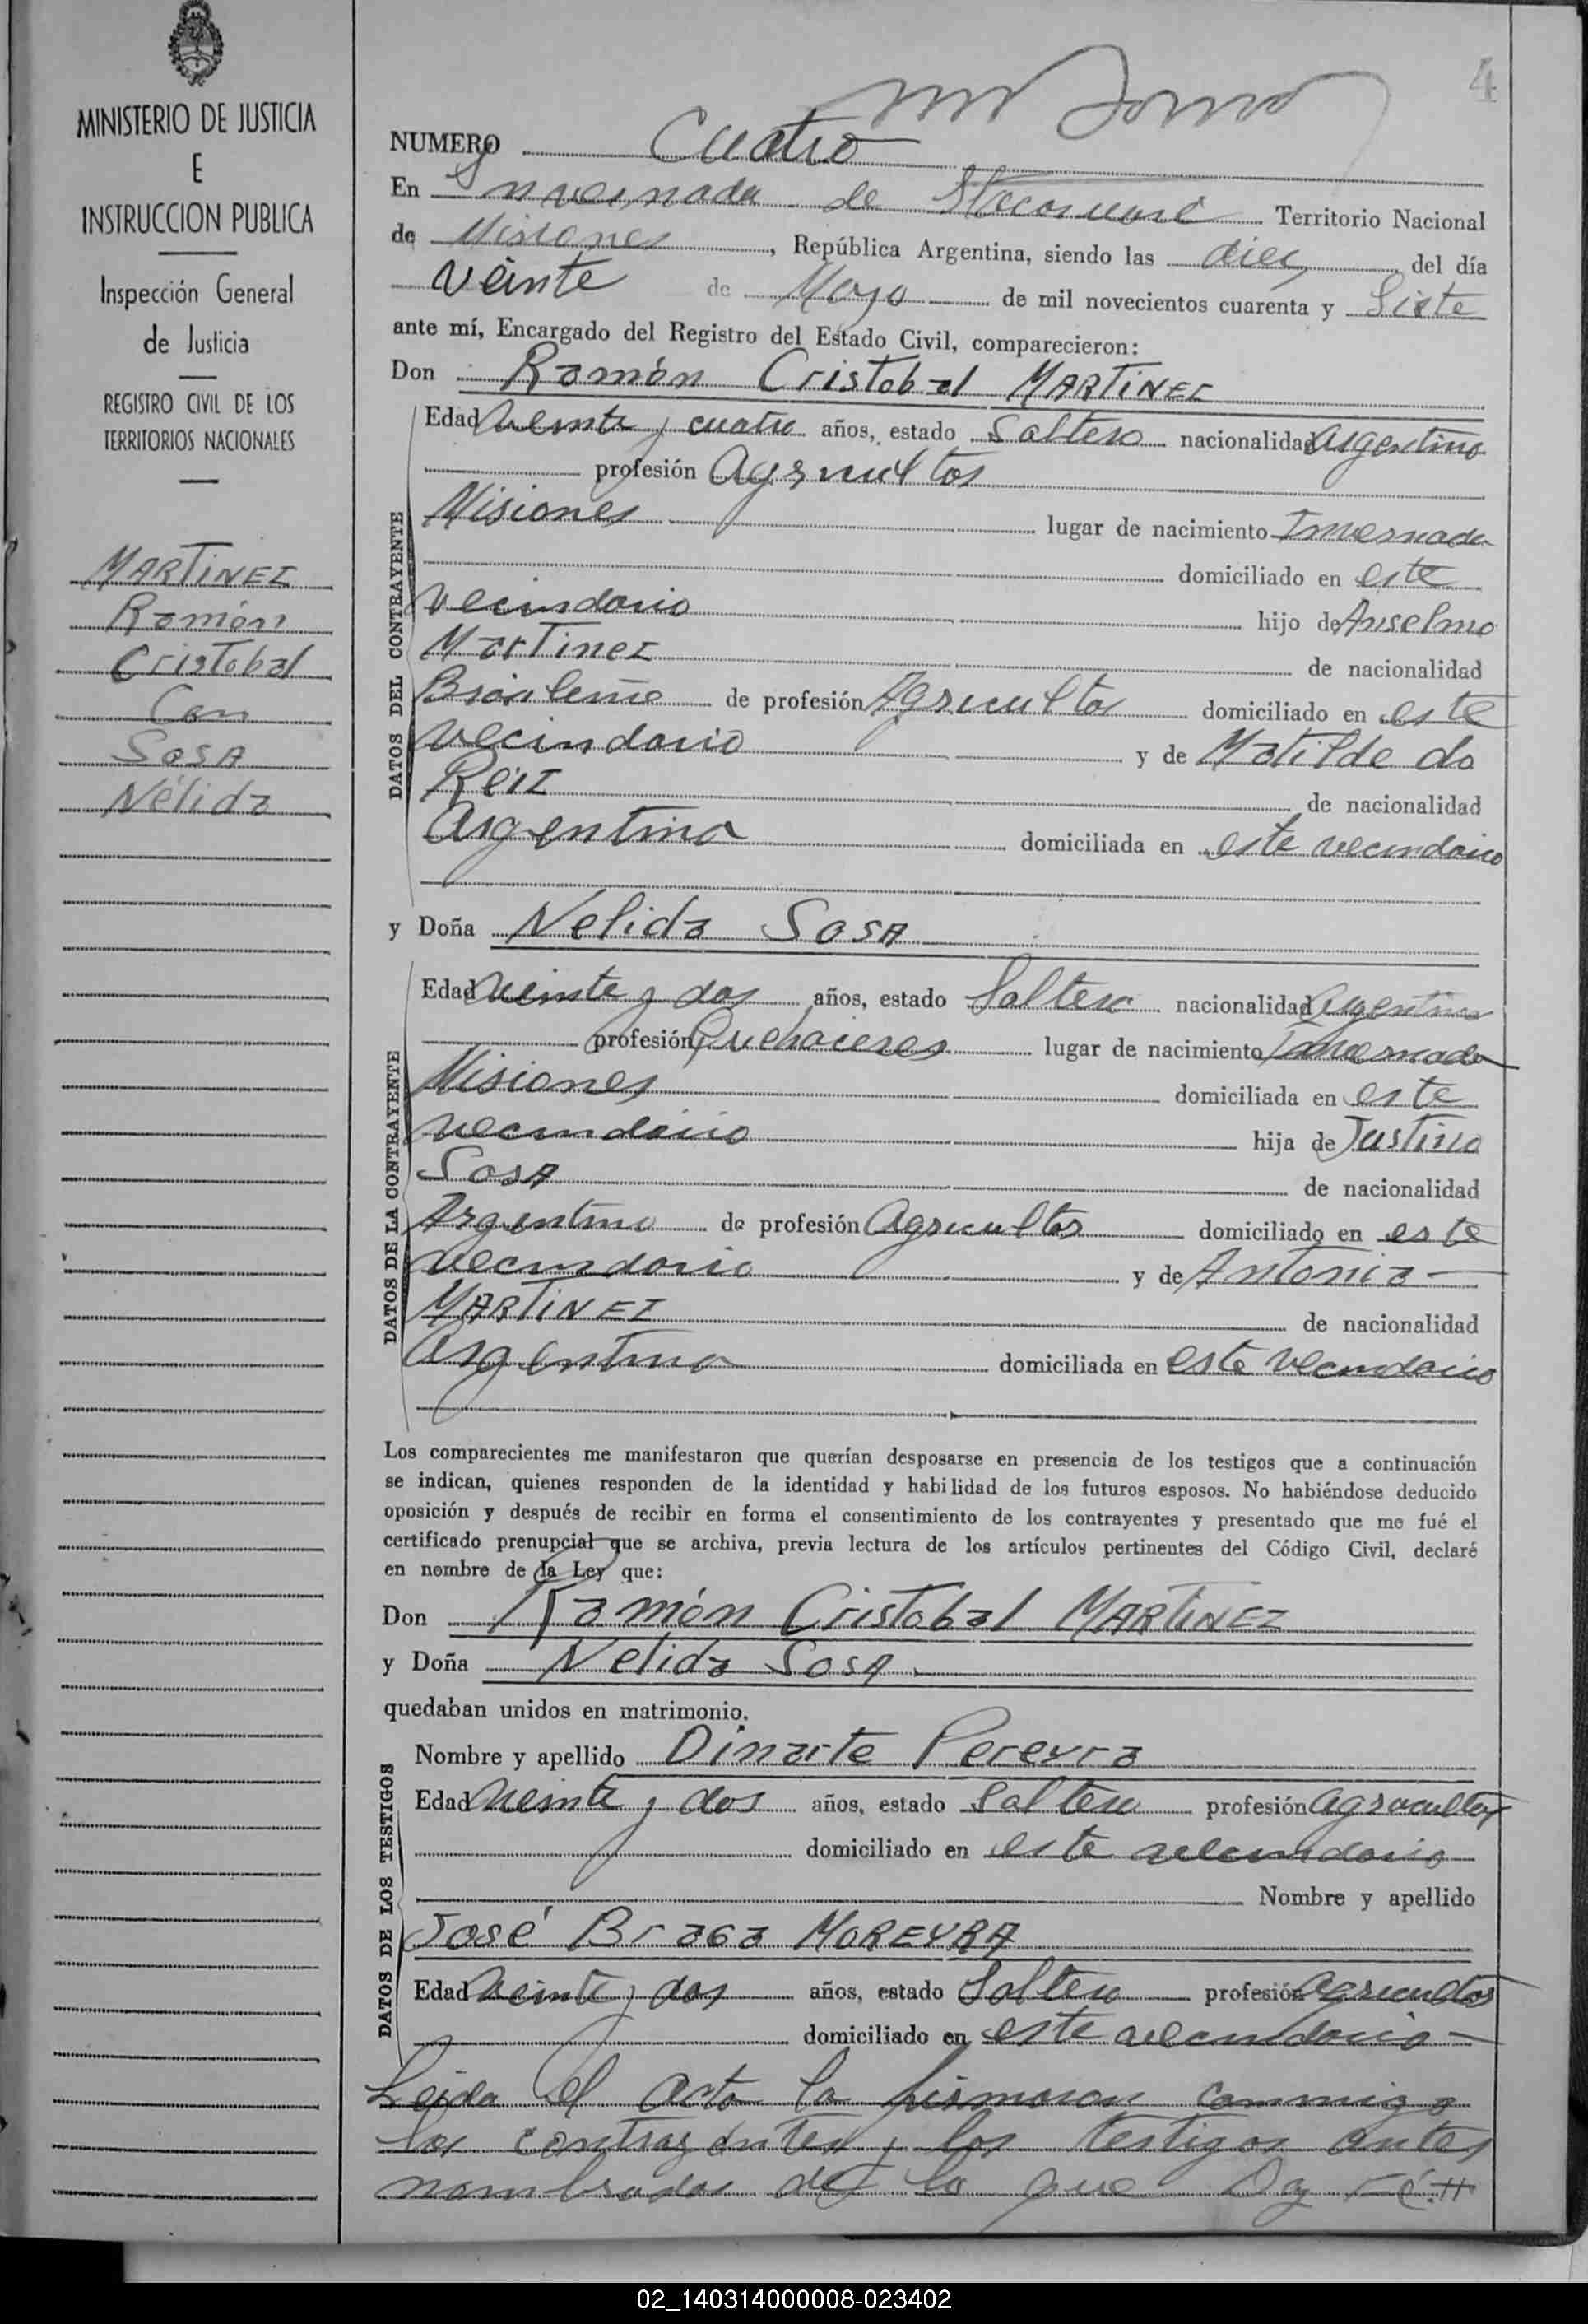 MINISTERIO DE JUSTICIA
E
INSTRUCCION PUBLICA
Inspección General
de Justicia
REGISTRO CIVIL DE LOS
TERRITORIOS NACIONALES
MARTINEZ
Ramón
Cristobal
Con
SosA
Nélida
4
NUMERO Cuatro
En de Territorio Nacional
de Misiones, República Argentina, siendo las diez del día
veinte de Mayo de mil novecientos cuarenta y Siete
ante mí, Encargado del Registro del Estado Civil, comparecieron:
Don Ramón Cristobal MARTINEZ
DATOS DEL CONTRAYENTE
Edad veinte y cuatro años, estado Soltero nacionalidad argentino
profesión Agricultor
Misiones lugar de nacimiento Invernada
domiciliado en este
vecindario hijo de Anselmo
Martinez de nacionalidad
Brasileño de profesión Agricultor domiciliado en este
vecindario y de Matilde do
Reiz de nacionalidad
Argentina domiciliada en este vecindario
y Doña Nelida SosA
DATOS DE LA CONTRAYENTE
Edad veinte y dos años, estado Soltera nacionalidad Argentina
profesión Quehaceres lugar de nacimiento Invernada
Misiones domiciliada en este
vecindario hija de Justino
SosA de nacionalidad
Argentino de profesión Agricultor domiciliado en este
vecindario y de Antonia
MARTINEZ de nacionalidad
Argentina domiciliada en este vecindario
Los comparecientes me manifestaron que querían desposarse en presencia de los testigos que a continuación
se indican, quienes responden de la identidad y habilidad de los futuros esposos. No habiéndose deducido
oposición y después de recibir en forma el consentimiento de los contrayentes y presentado que me fué el
certificado prenupcial que se archiva, previa lectura de los artículos pertinentes del Código Civil, declaré
en nombre de la Ley que:
Don Ramón Cristobal MARTINEZ
y Doña Nelida SosA
quedaban unidos en matrimonio.
DATOS DE LOS TESTIGOS
Nombre y apellido Dinarte Pereyra
Edad veinte y dos años, estado Soltero profesión agricultor
domiciliado en este vecindario
Nombre y apellido
José Braga MOREYRA
Edad veinte y dos años, estado Soltero profesión agricultor
domiciliado en este vecindario
Leida el acta la firmaron conmigo
los contrayentes y los testigos antes
nombrados de lo que Doy Fé.
02_140314000008-023402